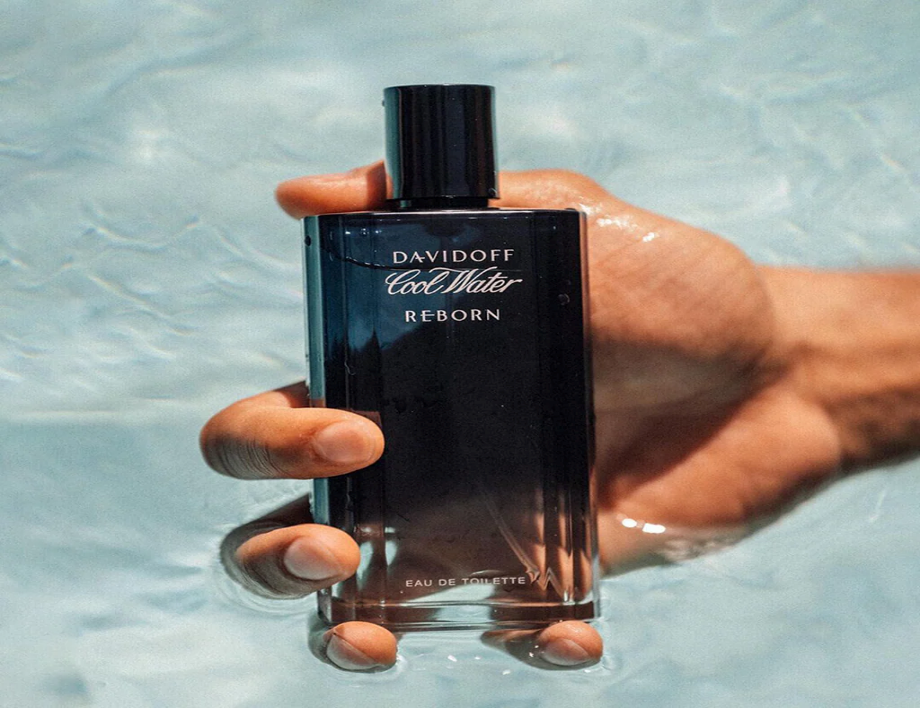 DAVIDOFF
Cool Water
REBORN
EAU DE TOILETTE